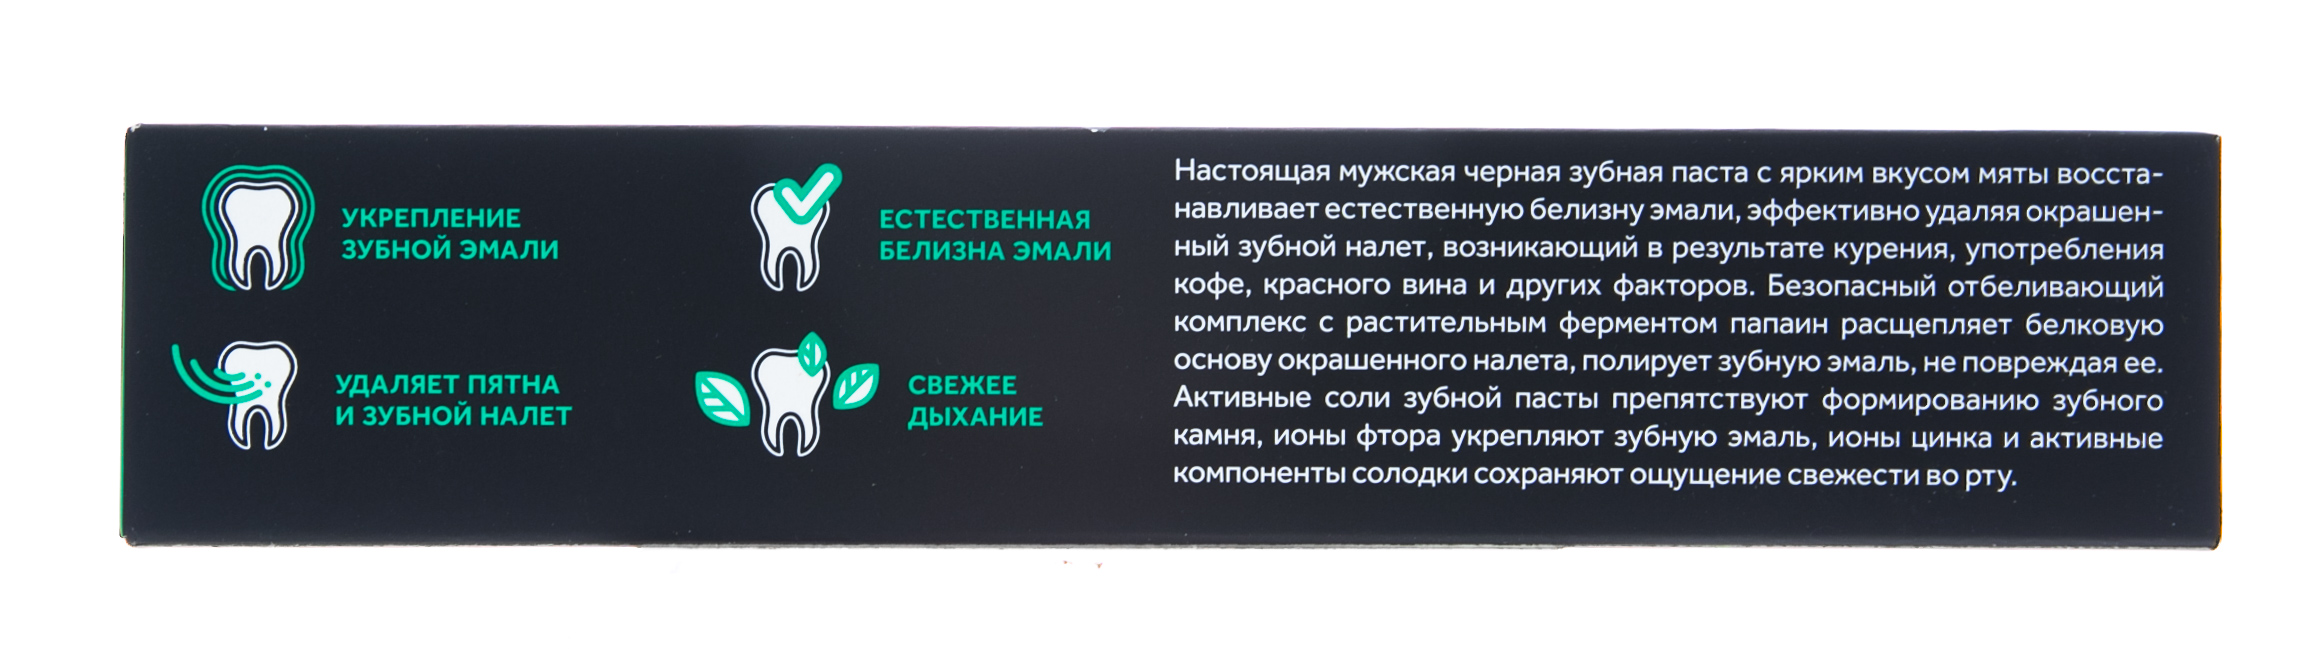 УКРЕПЛЕНИЕ
ЗУБНОЙ ЭМАЛИ
ЕСТЕСТВЕННАЯ
БЕЛИЗНА ЭМАЛИ
УДАЛЯЕТ ПЯТНА
И ЗУБНОЙ НАЛЕТ
СВЕЖЕЕ
ДЫХАНИЕ
Настоящая мужская черная зубная паста с ярким вкусом мяты восста-
навливает естественную белизну эмали, эффективно удаляя окрашен-
ный зубной налет, возникающий в результате курения, употребления
кофе, красного вина и других факторов. Безопасный отбеливающий
комплекс с растительным ферментом папаин расщепляет белковую
основу окрашенного налета, полирует зубную эмаль, не повреждая ее.
Активные соли зубной пасты препятствуют формированию зубного
камня, ионы фтора укрепляют зубную эмаль, ионы цинка и активные
компоненты солодки сохраняют ощущение свежести во рту.